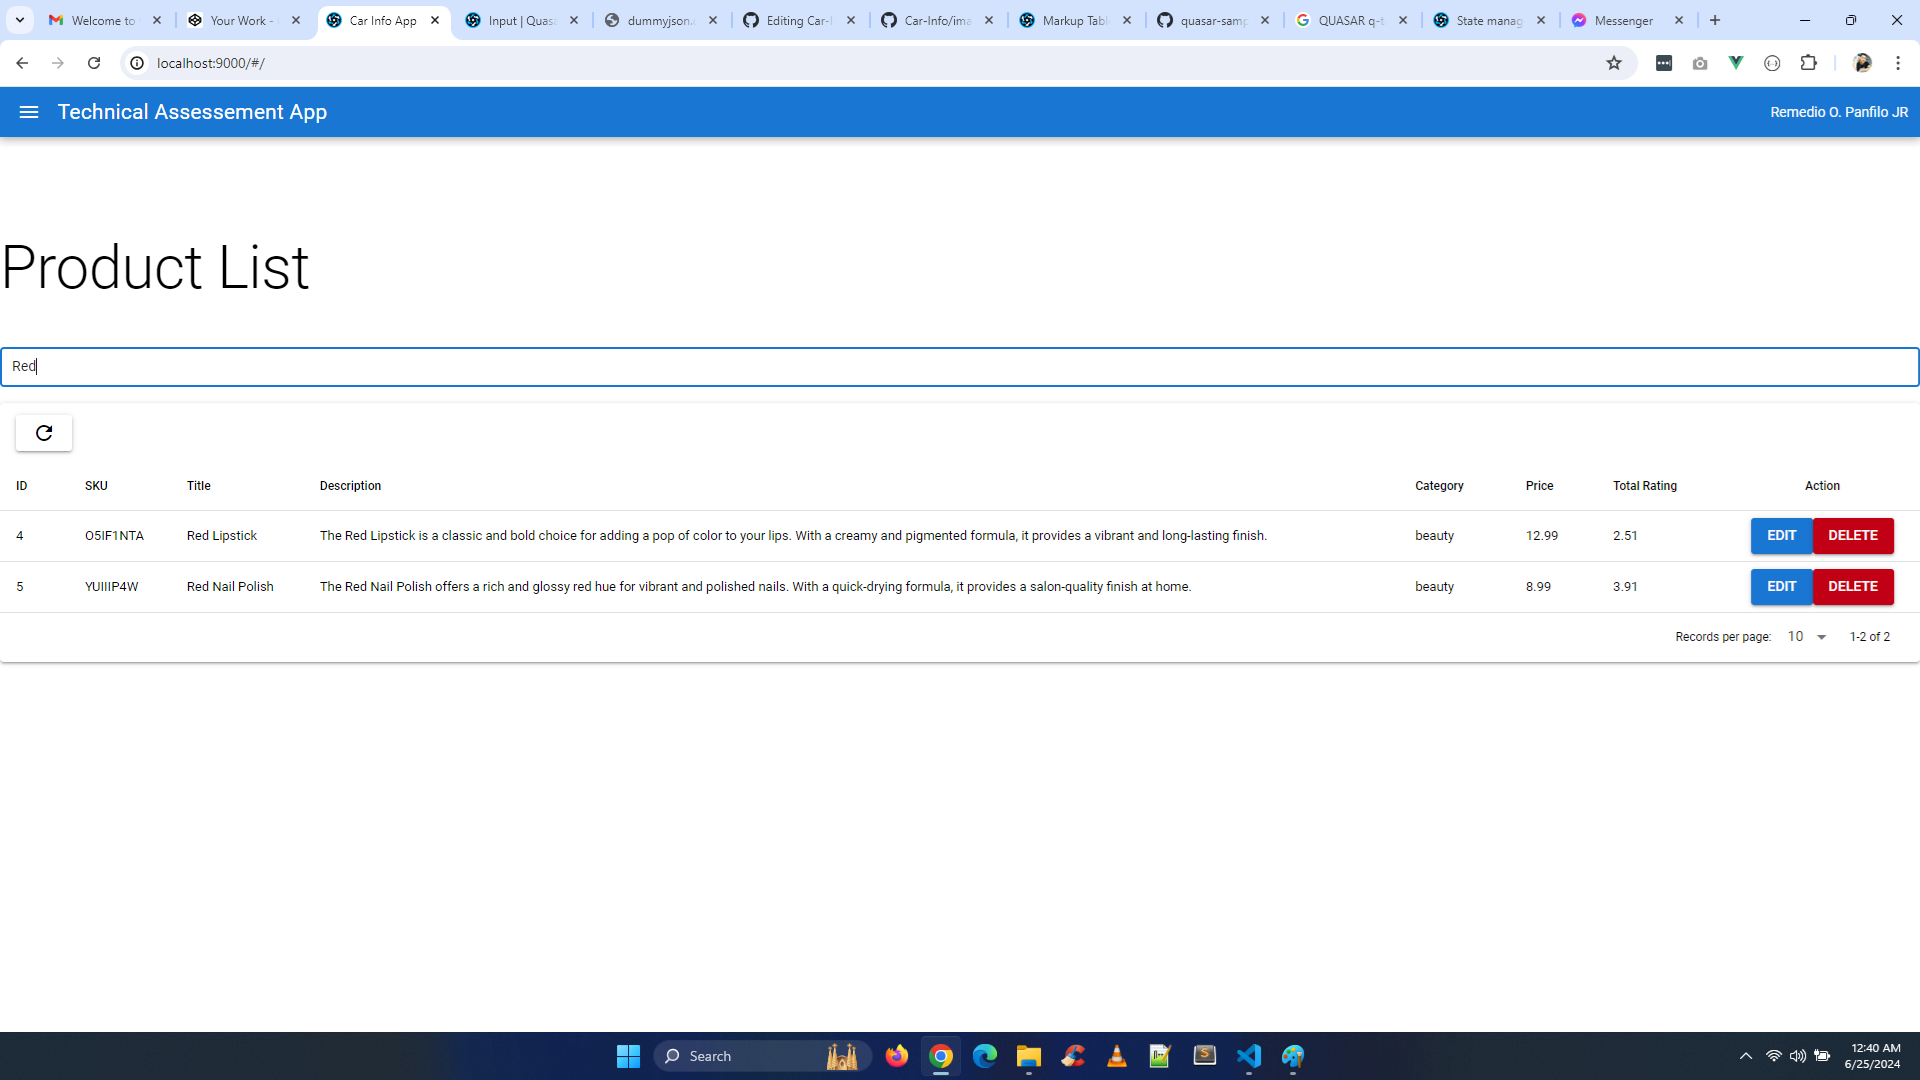 Welcome to
Your Work -
Car Info App
Input | Quas
dummyjson.c
Editing Car-I
Car-Info/ima
Markup Tabl
quasar-samp
QUASAR q-t
State manag
Messenger
localhost:9000/#/
Technical Assessement App
Remedio O. Panfilo JR
Product List
Red
ID SKU Title Description Category Price Total Rating Action
4 O5IF1NTA Red Lipstick The Red Lipstick is a classic and bold choice for adding a pop of color to your lips. With a creamy and pigmented formula, it provides a vibrant and long-lasting finish. beauty 12.99 2.51 EDIT DELETE
5 YUIIIP4W Red Nail Polish The Red Nail Polish offers a rich and glossy red hue for vibrant and polished nails. With a quick-drying formula, it provides a salon-quality finish at home. beauty 8.99 3.91 EDIT DELETE
Records per page: 10 1-2 of 2
Search
12:40 AM
6/25/2024